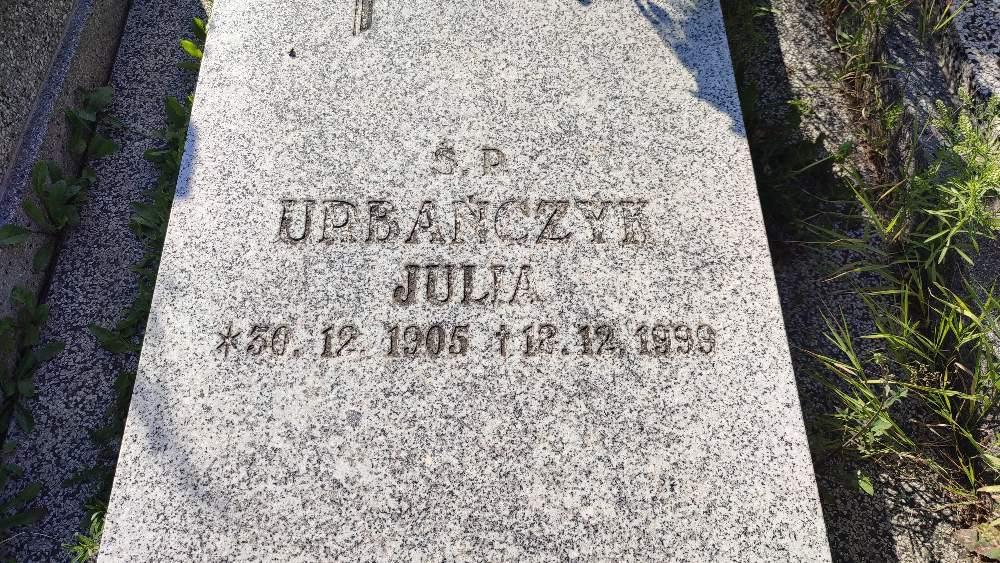 Ś. P.
URBAŃCZYK
JULIA
*30. 12. 1905 †12. 12. 1999